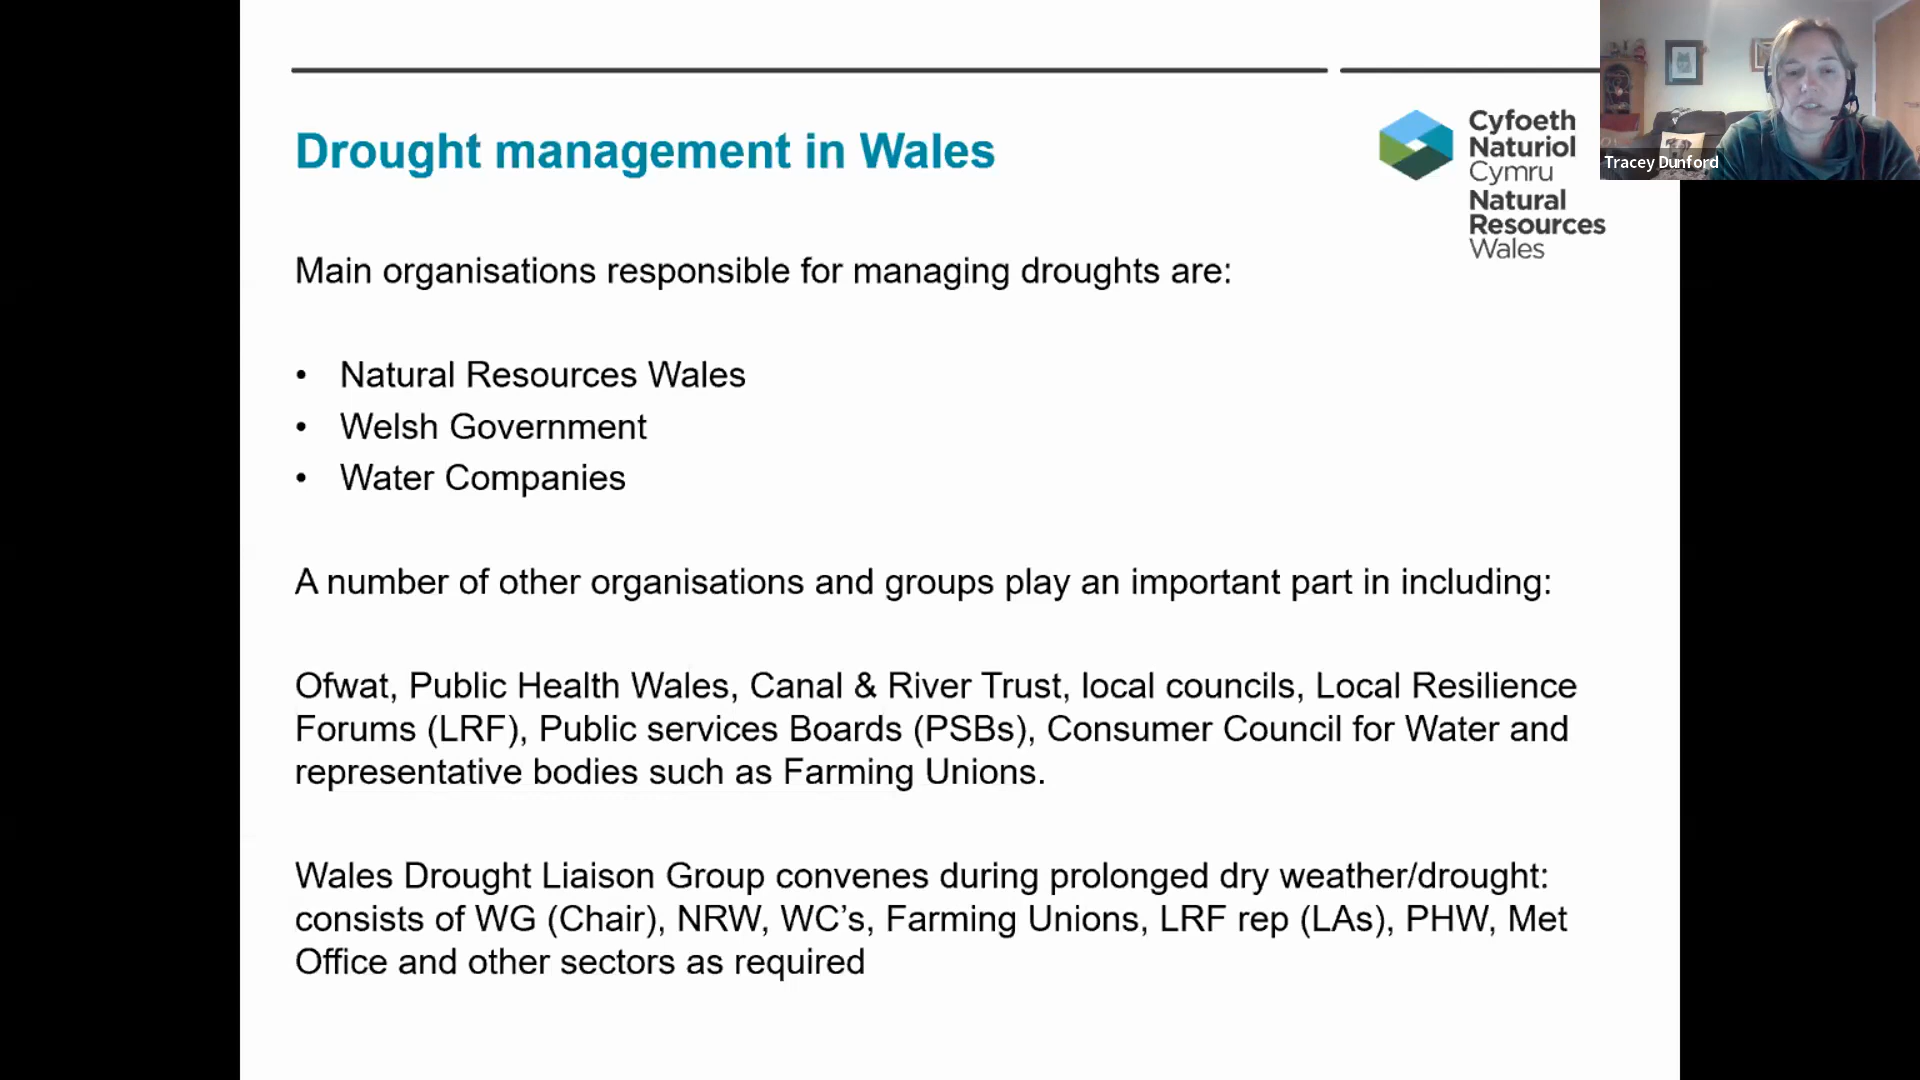 Drought management in Wales
Cyfoeth
Naturiol
Cymru
Natural
Resources
Wales
Tracey Dunford
Main organisations responsible for managing droughts are:
• Natural Resources Wales
• Welsh Government
• Water Companies
A number of other organisations and groups play an important part in including:
Ofwat, Public Health Wales, Canal & River Trust, local councils, Local Resilience
Forums (LRF), Public services Boards (PSBs), Consumer Council for Water and
representative bodies such as Farming Unions.
Wales Drought Liaison Group convenes during prolonged dry weather/drought:
consists of WG (Chair), NRW, WC’s, Farming Unions, LRF rep (LAs), PHW, Met
Office and other sectors as required